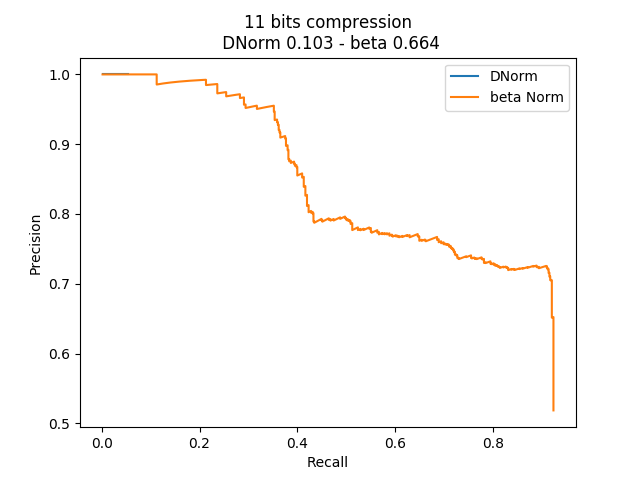 11 bits compression
DNorm 0.103 - beta 0.664
DNorm
beta Norm
1.0
0.9
0.8
0.7
0.6
0.5
Precision
0.0 0.2 0.4 0.6 0.8
Recall